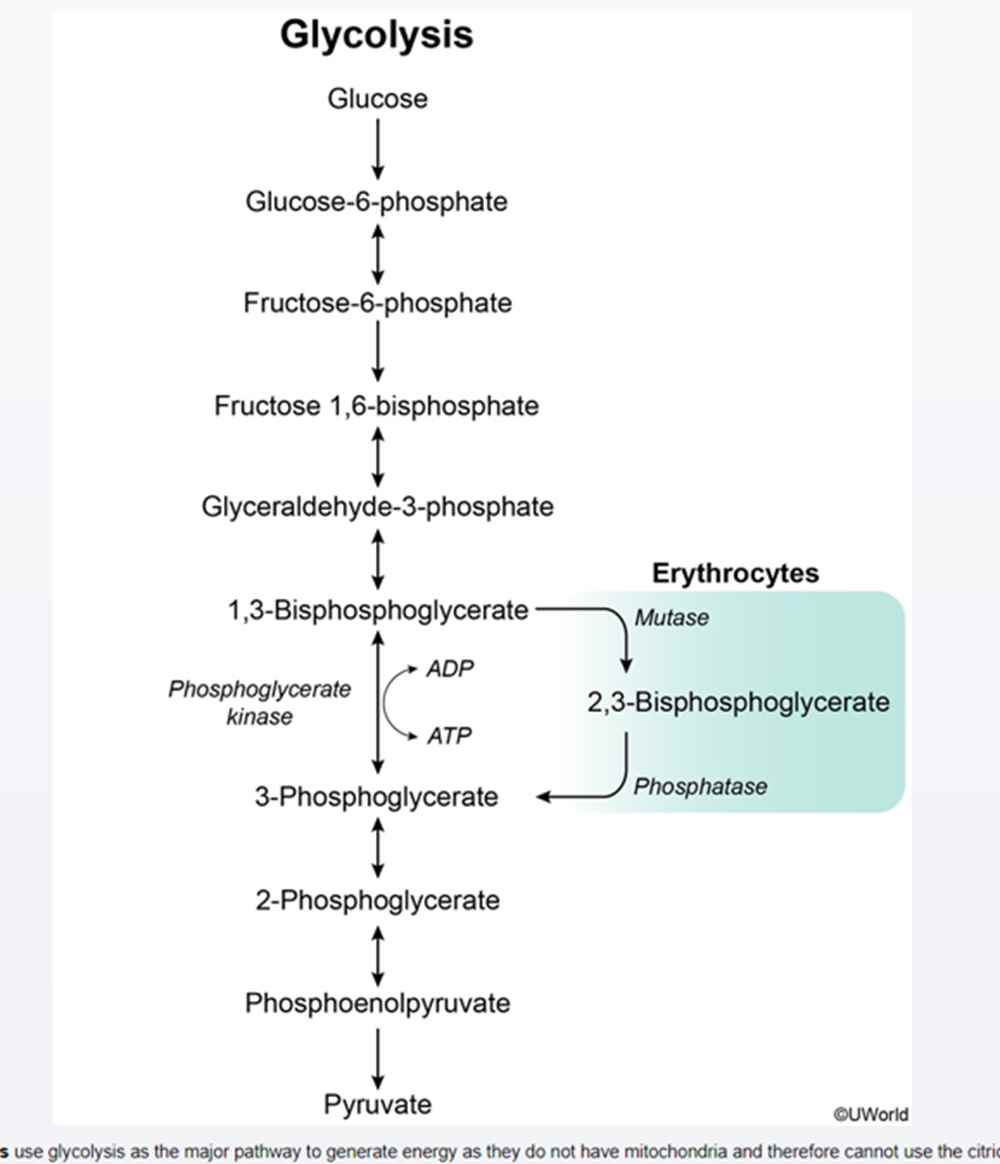 Glycolysis
Glucose
Glucose-6-phosphate
Fructose-6-phosphate
Fructose 1,6-bisphosphate
Glyceraldehyde-3-phosphate
Erythrocytes
1,3-Bisphosphoglycerate
Mutase
ADP
Phosphoglycerate
kinase
2,3-Bisphosphoglycerate
ATP
Phosphatase
3-Phosphoglycerate
2-Phosphoglycerate
Phosphoenolpyruvate
Pyruvate
©UWorld
s use glycolysis as the major pathway to generate energy as they do not have mitochondria and therefore cannot use the citric